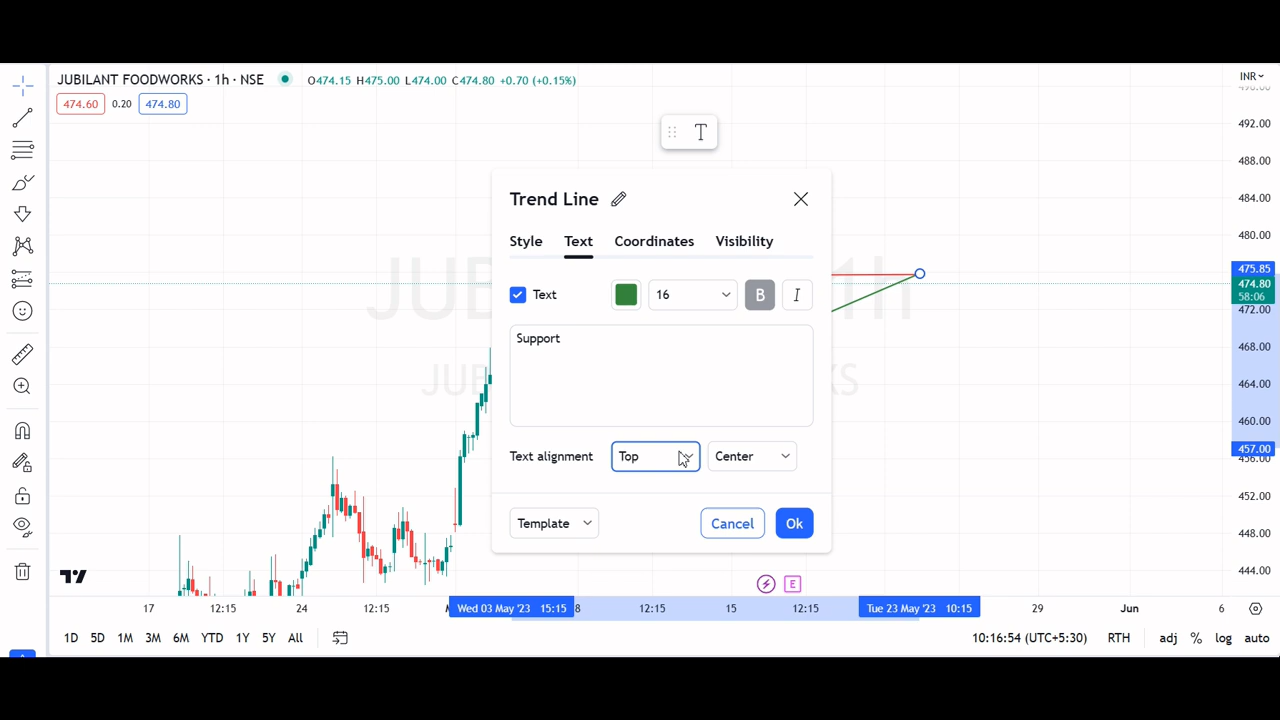 JUBILANT FOODWORKS · 1h · NSE O474.15 H475.00 L474.00 C474.80 +0.70 (+0.15%)
INR
474.60 0.20 474.80
T
492.00
488.00
Trend Line
484.00
Style Text Coordinates Visibility
480.00
475.85
474.80
58:06
Text 16 B I
472.00
Support
468.00
464.00
460.00
457.00
456.00
Text alignment Top Center
452.00
448.00
Template Cancel Ok
444.00
E
17 12:15 24 12:15 Wed 03 May '23 15:15 8 12:15 15 12:15 Tue 23 May '23 10:15 29 Jun 6
1D 5D 1M 3M 6M YTD 1Y 5Y All 10:16:54 (UTC+5:30) RTH adj % log auto